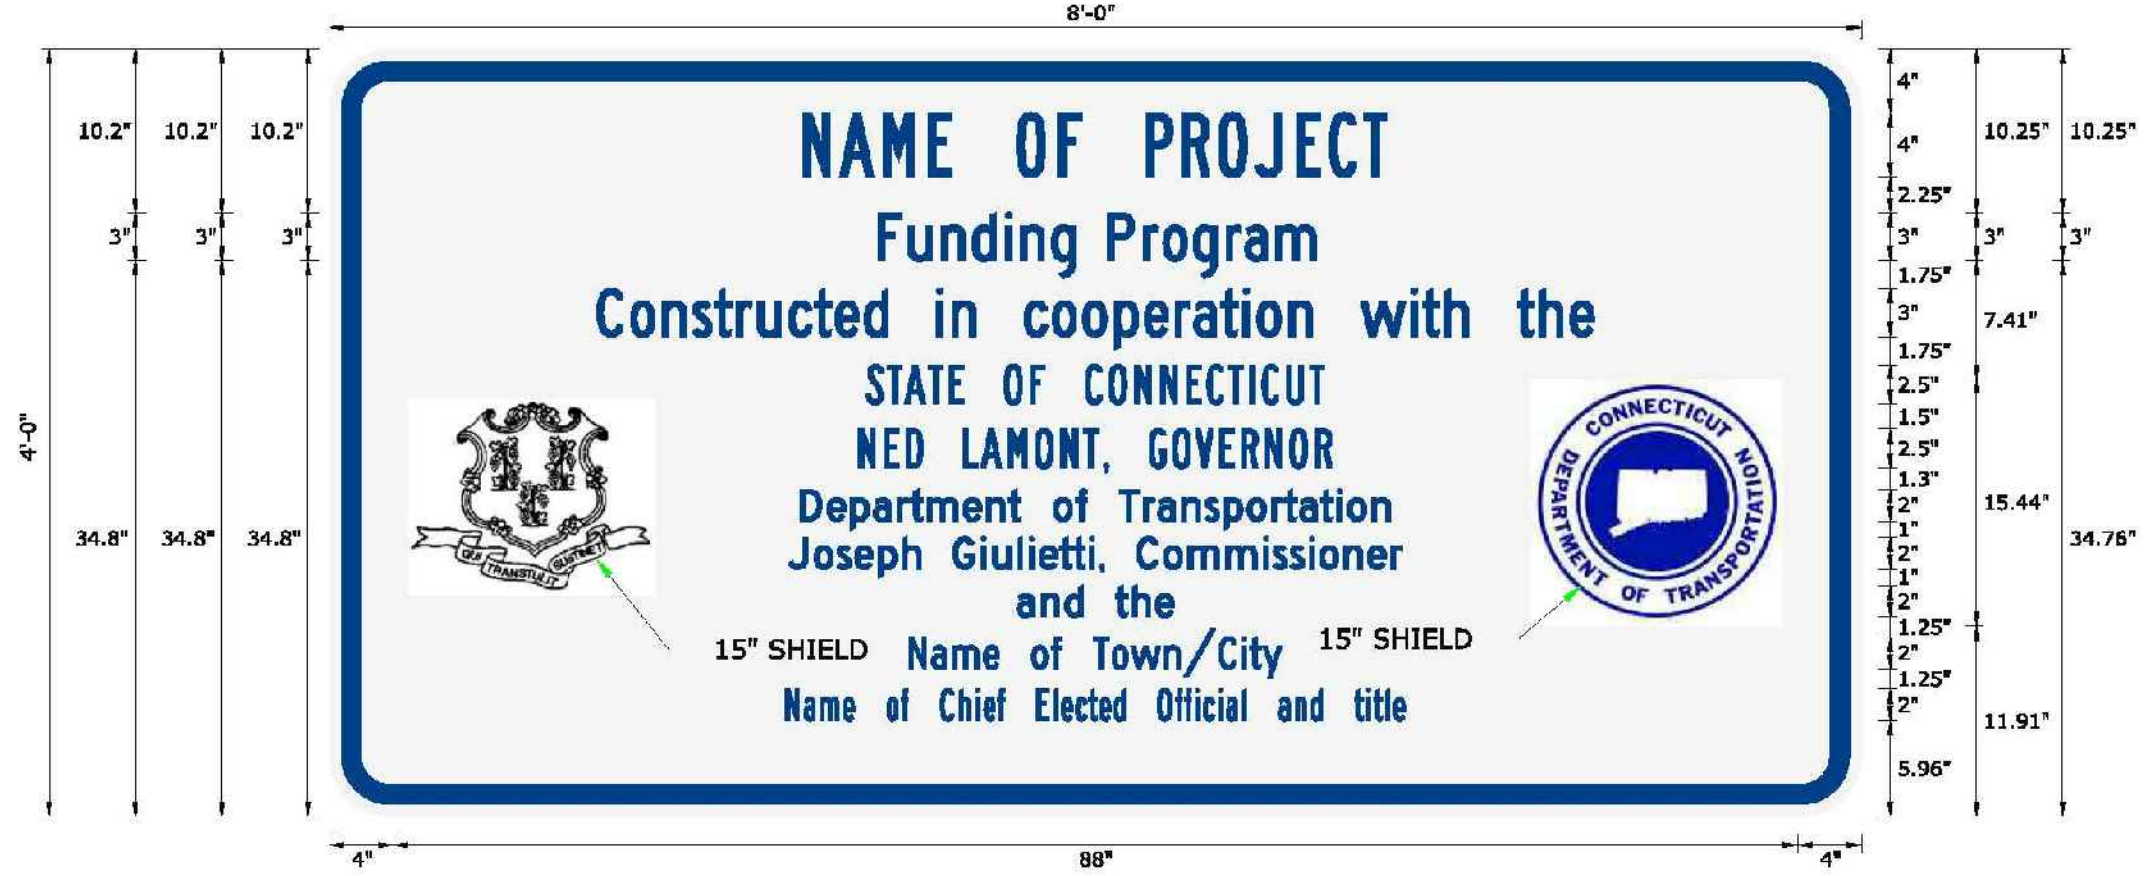 8'-0"
4'-0"
10.2" 10.2" 10.2"
3" 3" 3"
34.8" 34.8" 34.8"
NAME OF PROJECT
Funding Program
Constructed in cooperation with the
STATE OF CONNECTICUT
NED LAMONT, GOVERNOR
Department of Transportation
Joseph Giulietti, Commissioner
and the
Name of Town/City
Name of Chief Elected Official and title
QUI TRANSTULIT SUSTINET
15" SHIELD
CONNECTICUT
DEPARTMENT OF TRANSPORTATION
15" SHIELD
4"
4"
2.25"
3"
1.75"
3"
1.75"
2.5"
1.5"
2.5"
1.3"
2"
1"
2"
1"
2"
1.25"
2"
1.25"
2"
5.96"
10.25"
3"
7.41"
15.44"
11.91"
10.25"
3"
34.76"
4" 88" 4"